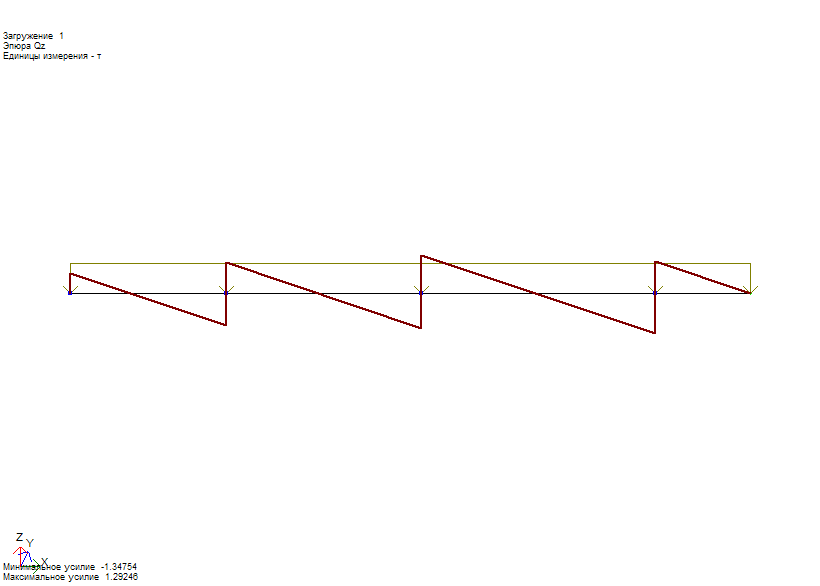 Загружение 1
Эпюра Qz
Единицы измерения - т
Z
Y
X
Минимальное усилие -1.34754
Максимальное усилие 1.29246